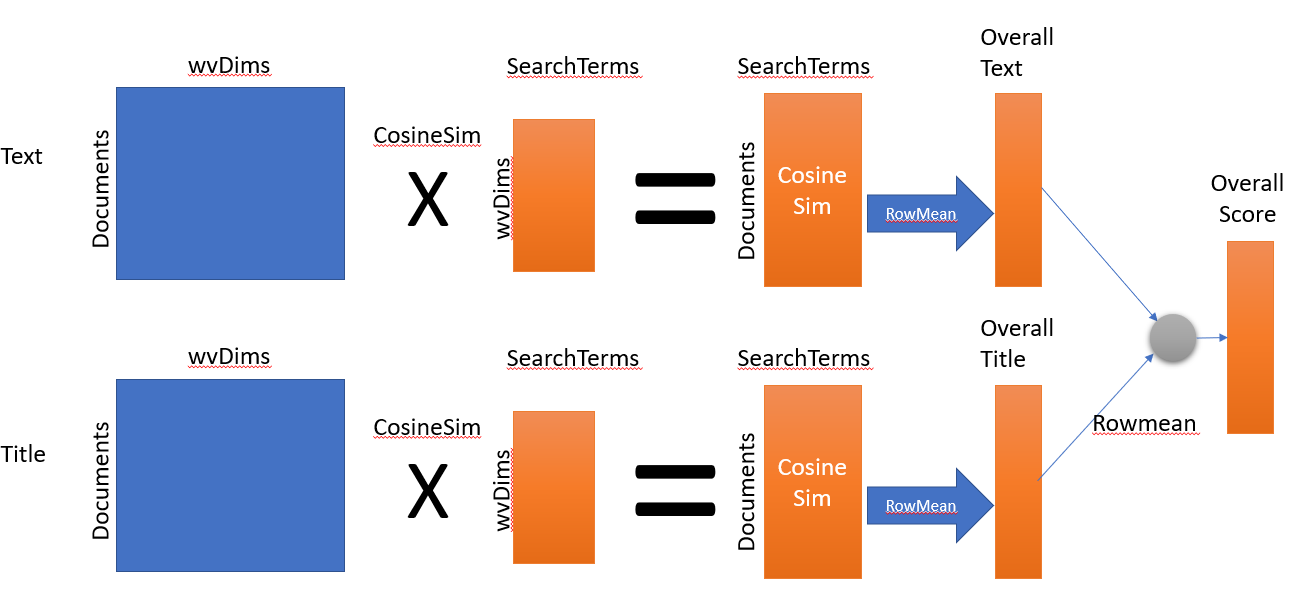 Text
wvDims
Documents
CosineSim
X
SearchTerms
wvDims
SearchTerms
Documents
Cosine
Sim
RowMean
Overall
Text
Overall
Score
Title
wvDims
Documents
CosineSim
X
SearchTerms
wvDims
SearchTerms
Documents
Cosine
Sim
RowMean
Overall
Title
Rowmean